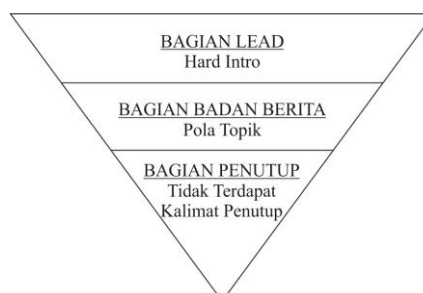 BAGIAN LEAD
Hard Intro
BAGIAN BADAN BERITA
Pola Topik
BAGIAN PENUTUP
Tidak Terdapat
Kalimat Penutup